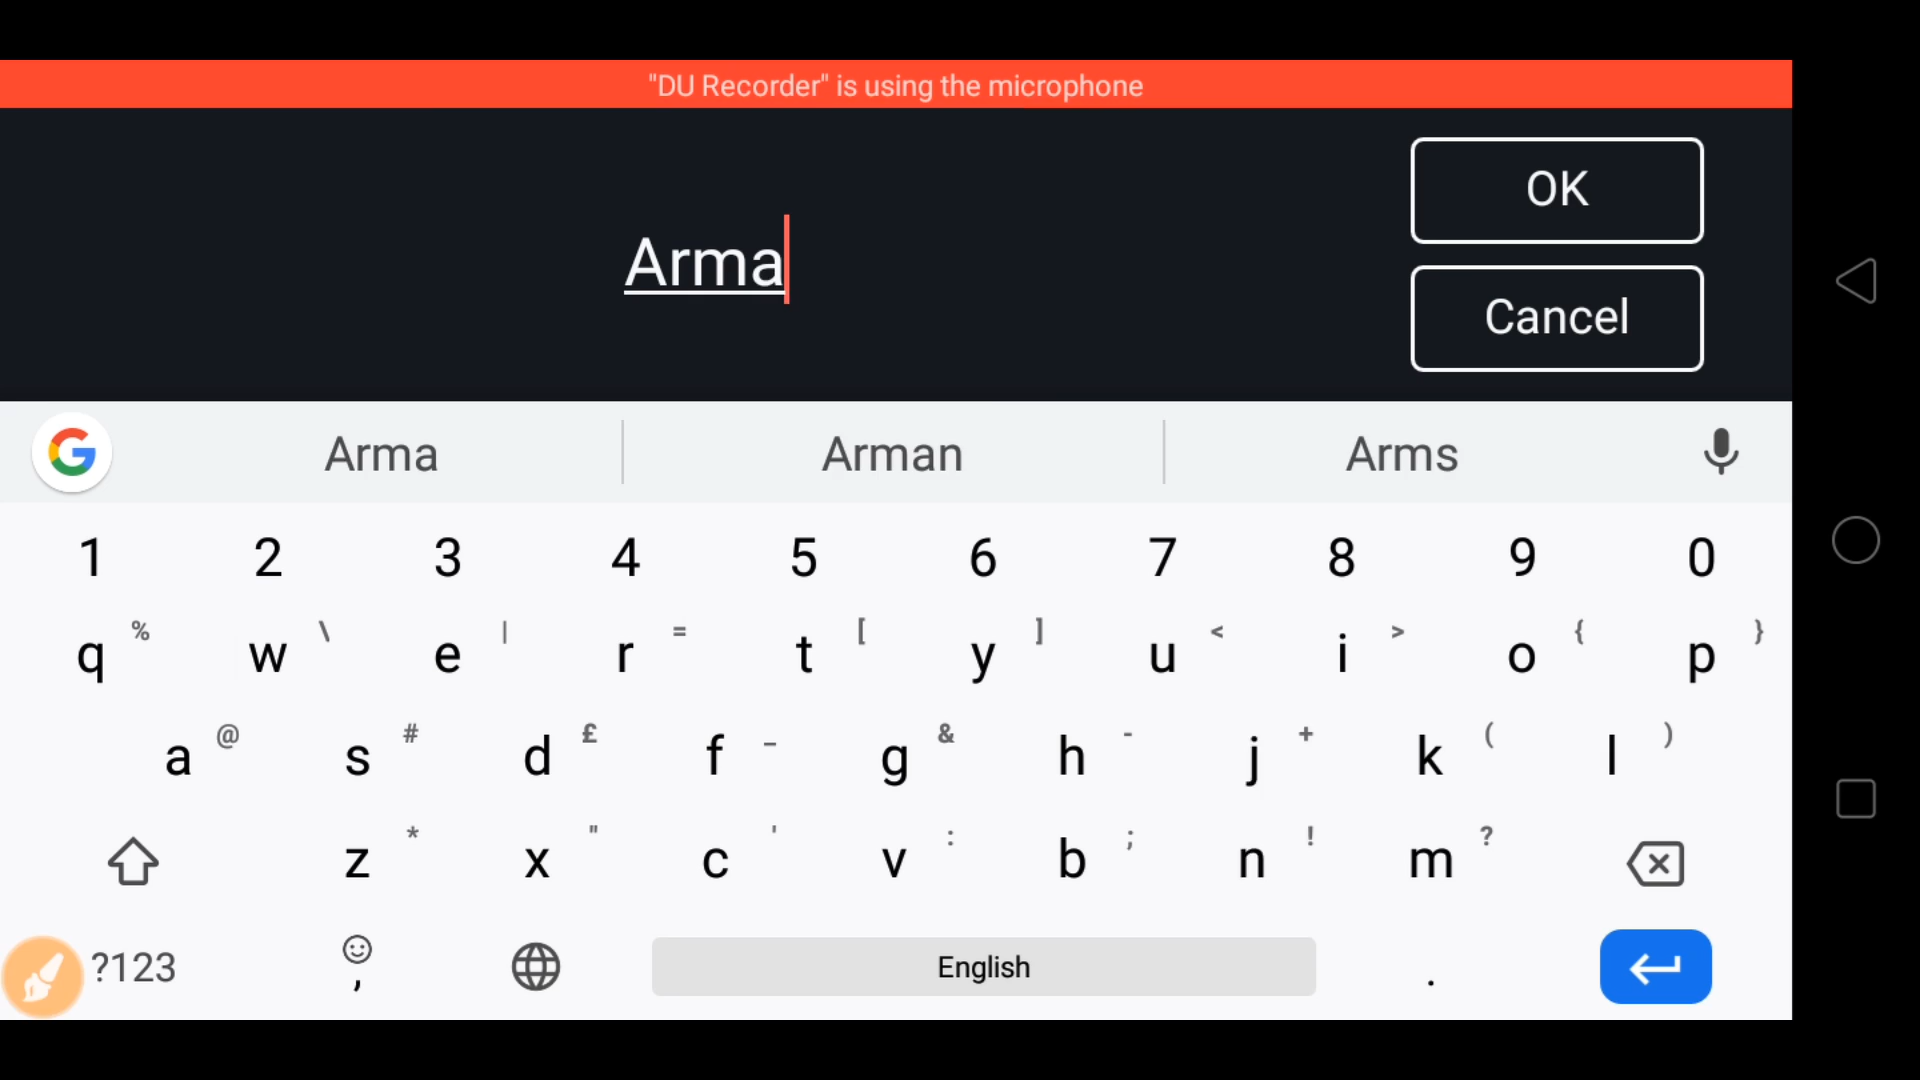 "DU Recorder" is using the microphone
OK
Arma
Cancel
Arma Arman Arms
1 2 3 4 5 6 7 8 9 0
q % w \ e | r = t [ y ] u < i > o { p }
a @ s # d £ f _ g & h - j + k ( l )
z * x " c ' v : b ; n ! m ?
?123 , English .